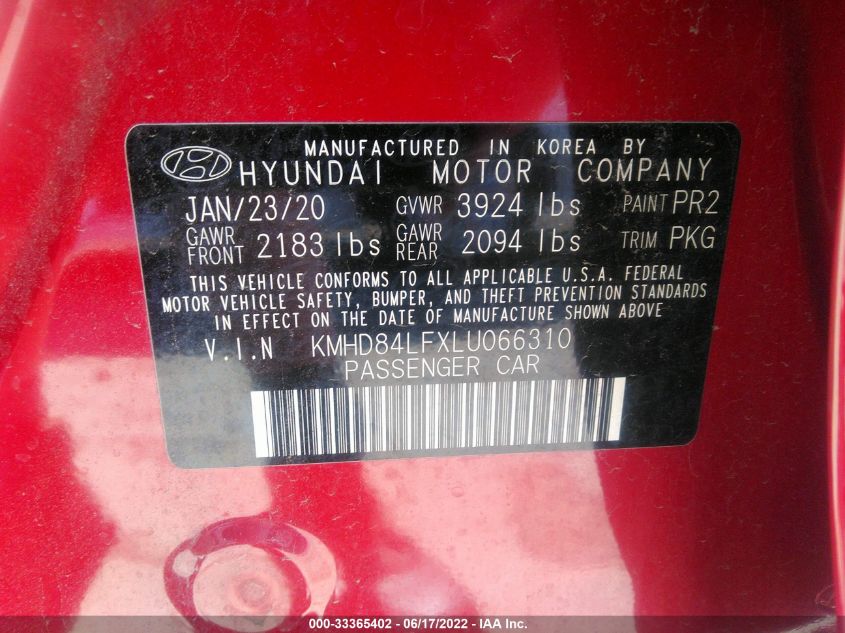 MANUFACTURED IN KOREA BY
HYUNDAI MOTOR COMPANY
JAN/23/20 GVWR 3924 lbs PAINT PR2
GAWR FRONT 2183 lbs GAWR REAR 2094 lbs TRIM PKG
THIS VEHICLE CONFORMS TO ALL APPLICABLE U.S.A. FEDERAL
MOTOR VEHICLE SAFETY, BUMPER, AND THEFT PREVENTION STANDARDS
IN EFFECT ON THE DATE OF MANUFACTURE SHOWN ABOVE
V.I.N KMHD84LFXLU066310
PASSENGER CAR
000-33365402 - 06/17/2022 - IAA Inc.